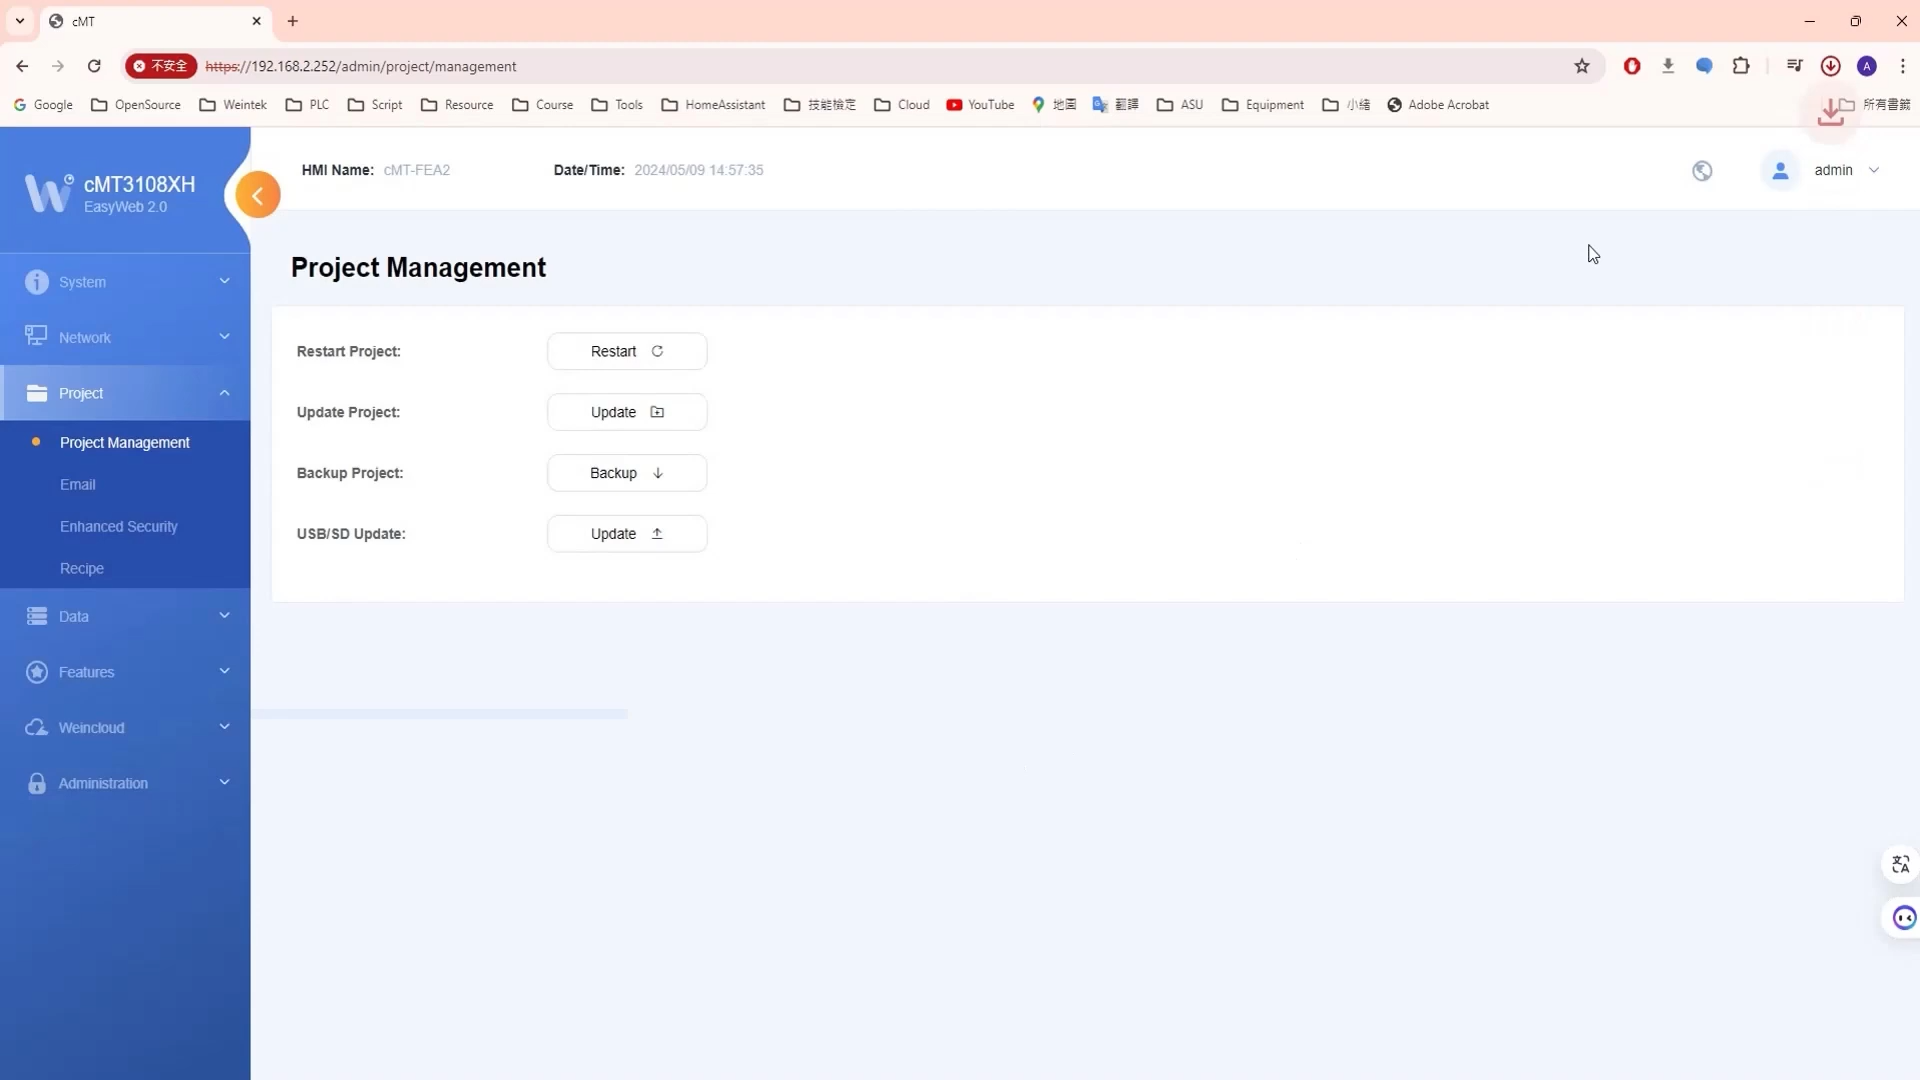 cMT
不安全
https://192.168.2.252/admin/project/management
A
Google
OpenSource
Weintek
PLC
Script
Resource
Course
Tools
HomeAssistant
技能檢定
Cloud
YouTube
地圖
翻譯
ASU
Equipment
小緒
Adobe Acrobat
所有書籤
cMT3108XH
EasyWeb 2.0
HMI Name: cMT-FEA2
Date/Time: 2024/05/09 14:57:35
admin
System
Network
Project
Project Management
Email
Enhanced Security
Recipe
Data
Features
Weincloud
Administration
Project Management
Restart Project: Restart
Update Project: Update
Backup Project: Backup
USB/SD Update: Update